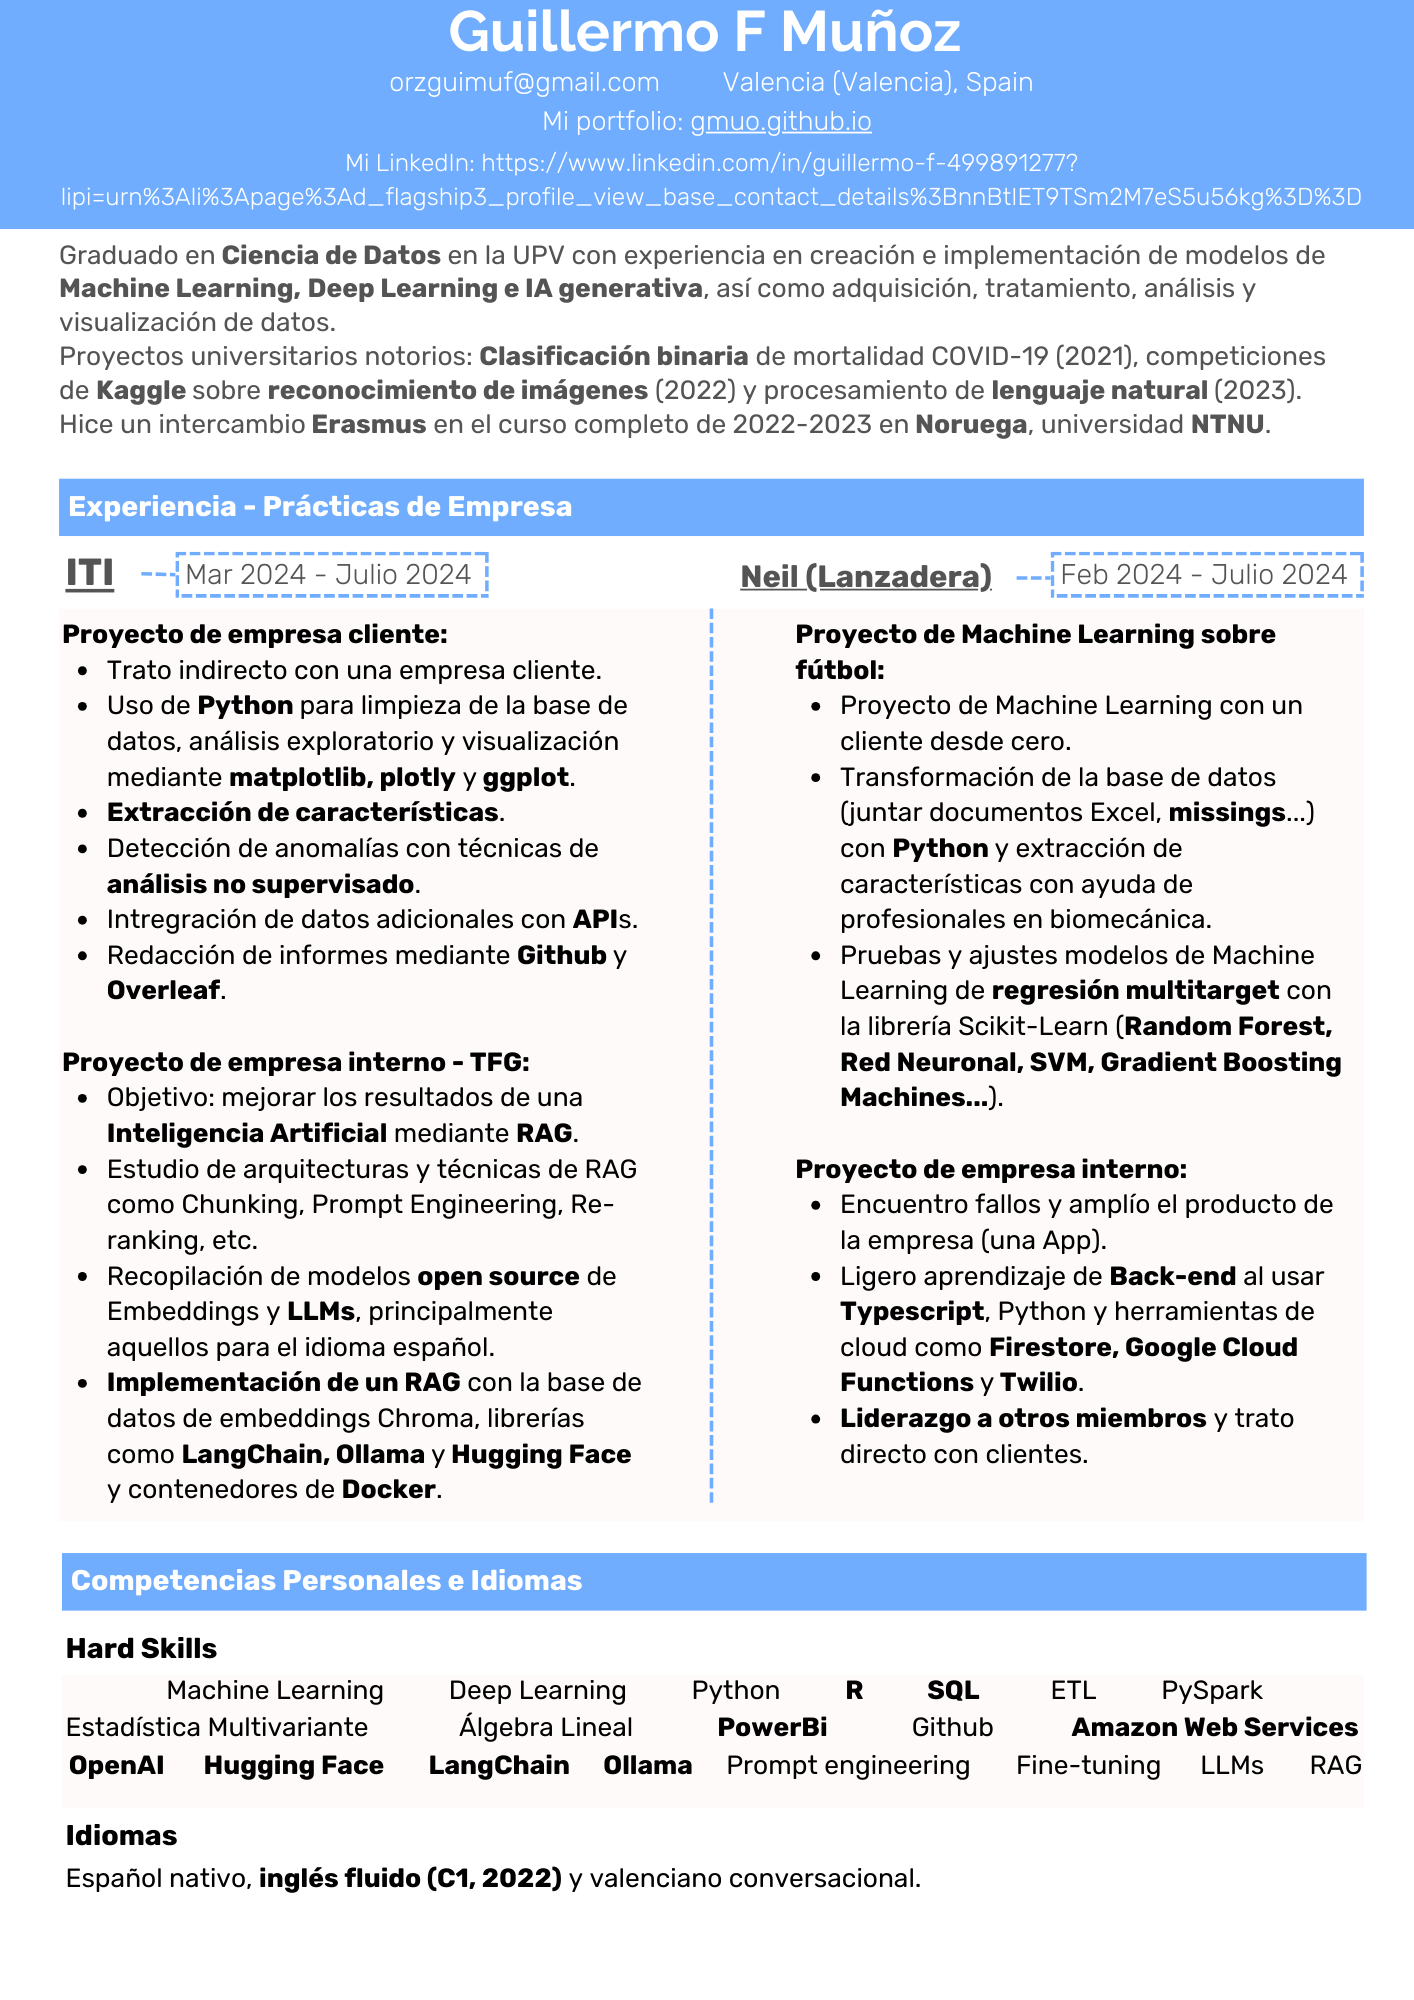 Guillermo F Muñoz
orzguimuf@gmail.com Valencia (Valencia), Spain
Mi portfolio: gmuo.github.io
Mi LinkedIn: https://www.linkedin.com/in/guillermo-f-499891277?
lipi=urn%3Ali%3Apage%3Ad_flagship3_profile_view_base_contact_details%3BnnBtIET9TSm2M7eS5u56kg%3D%3D
Graduado en Ciencia de Datos en la UPV con experiencia en creación e implementación de modelos de
Machine Learning, Deep Learning e IA generativa, así como adquisición, tratamiento, análisis y
visualización de datos.
Proyectos universitarios notorios: Clasificación binaria de mortalidad COVID-19 (2021), competiciones
de Kaggle sobre reconocimiento de imágenes (2022) y procesamiento de lenguaje natural (2023).
Hice un intercambio Erasmus en el curso completo de 2022-2023 en Noruega, universidad NTNU.
Experiencia - Prácticas de Empresa
ITI Mar 2024 - Julio 2024
Proyecto de empresa cliente:
• Trato indirecto con una empresa cliente.
• Uso de Python para limpieza de la base de
datos, análisis exploratorio y visualización
mediante matplotlib, plotly y ggplot.
• Extracción de características.
• Detección de anomalías con técnicas de
análisis no supervisado.
• Intregración de datos adicionales con APIs.
• Redacción de informes mediante Github y
Overleaf.
Proyecto de empresa interno - TFG:
• Objetivo: mejorar los resultados de una
Inteligencia Artificial mediante RAG.
• Estudio de arquitecturas y técnicas de RAG
como Chunking, Prompt Engineering, Re-
ranking, etc.
• Recopilación de modelos open source de
Embeddings y LLMs, principalmente
aquellos para el idioma español.
• Implementación de un RAG con la base de
datos de embeddings Chroma, librerías
como LangChain, Ollama y Hugging Face
y contenedores de Docker.
Neil (Lanzadera) Feb 2024 - Julio 2024
Proyecto de Machine Learning sobre
fútbol:
• Proyecto de Machine Learning con un
cliente desde cero.
• Transformación de la base de datos
(juntar documentos Excel, missings...)
con Python y extracción de
características con ayuda de
profesionales en biomecánica.
• Pruebas y ajustes modelos de Machine
Learning de regresión multitarget con
la librería Scikit-Learn (Random Forest,
Red Neuronal, SVM, Gradient Boosting
Machines...).
Proyecto de empresa interno:
• Encuentro fallos y amplío el producto de
la empresa (una App).
• Ligero aprendizaje de Back-end al usar
Typescript, Python y herramientas de
cloud como Firestore, Google Cloud
Functions y Twilio.
• Liderazgo a otros miembros y trato
directo con clientes.
Competencias Personales e Idiomas
Hard Skills
Machine Learning Deep Learning Python R SQL ETL PySpark
Estadística Multivariante Álgebra Lineal PowerBi Github Amazon Web Services
OpenAI Hugging Face LangChain Ollama Prompt engineering Fine-tuning LLMs RAG
Idiomas
Español nativo, inglés fluido (C1, 2022) y valenciano conversacional.